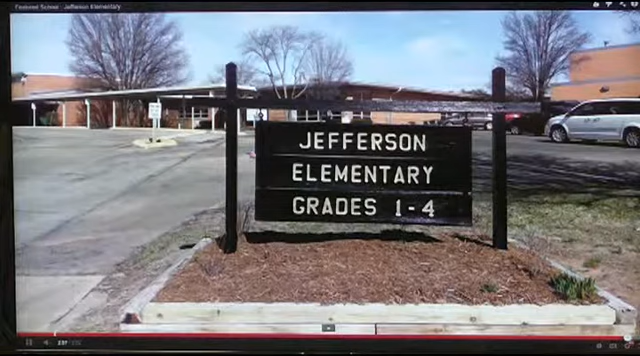 Featured School - Jefferson Elementary
JEFFERSON
ELEMENTARY
GRADES 1-4